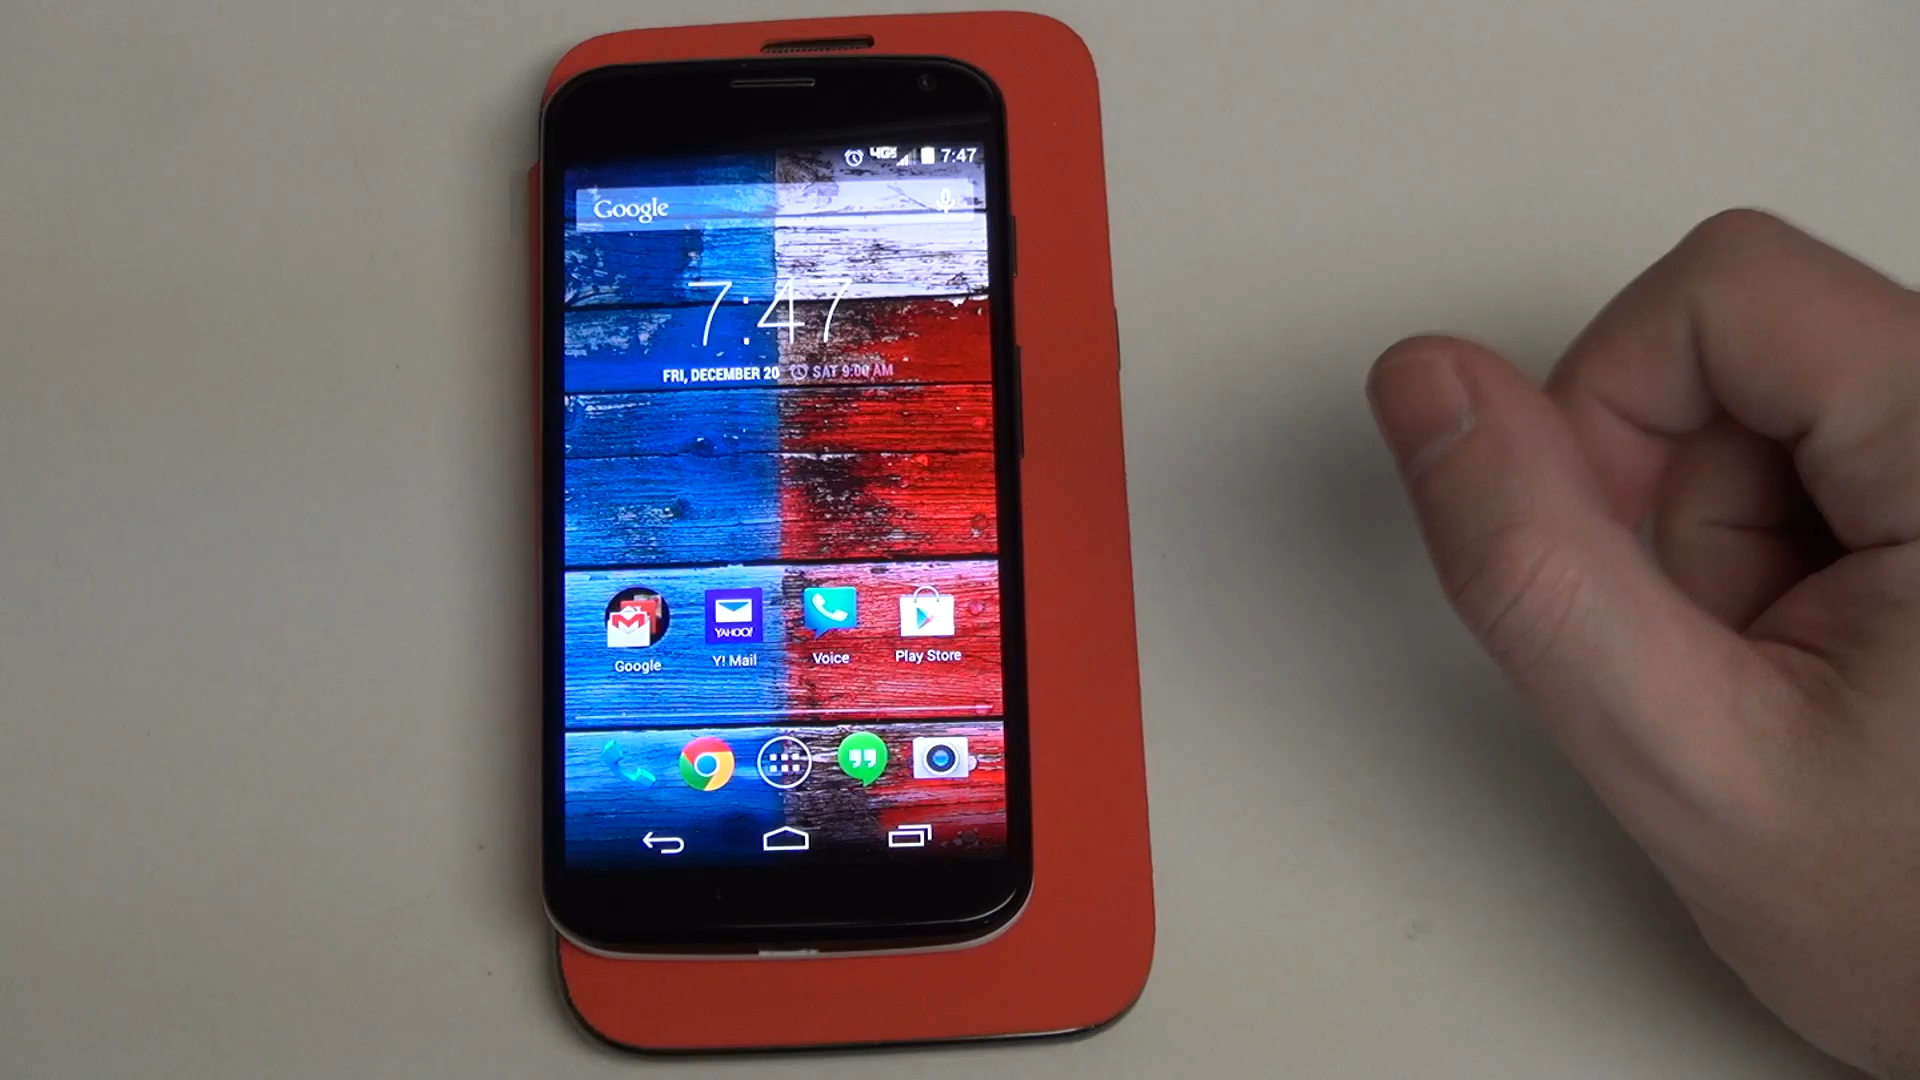 4G 7:47
Google
7:47
FRI, DECEMBER 20 SAT 9:00 AM
YAHOO!
Google Y! Mail Voice Play Store